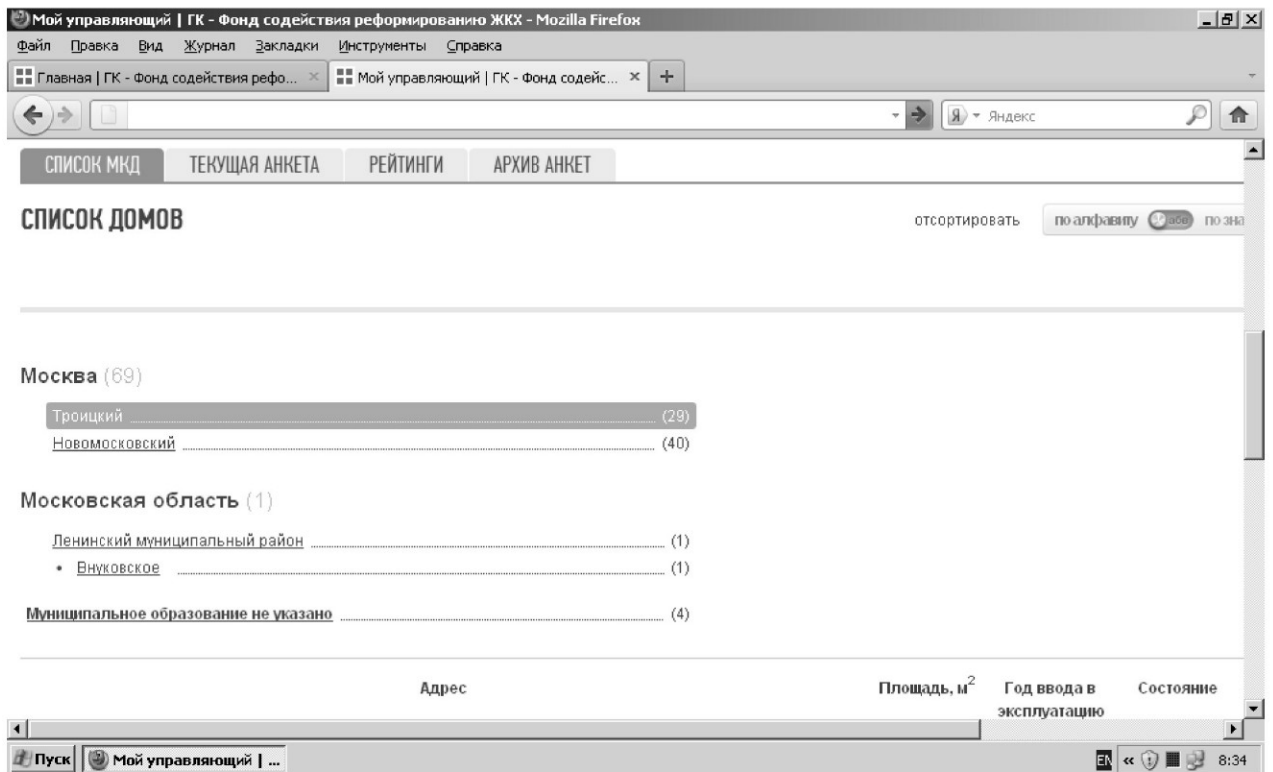 Мой управляющий | ГК - Фонд содействия реформированию ЖКХ - Mozilla Firefox
Файл Правка Вид Журнал Закладки Инструменты Справка
Главная | ГК - Фонд содействия рефо... × Мой управляющий | ГК - Фонд содейс... × +
Я Яндекс
СПИСОК МКД ТЕКУЩАЯ АНКЕТА РЕЙТИНГИ АРХИВ АНКЕТ
СПИСОК ДОМОВ отсортировать по алфавиту абв по зна
Москва (69)
Троицкий (29)
Новомосковский (40)
Московская область (1)
Ленинский муниципальный район (1)
• Внуковское (1)
Муниципальное образование не указано (4)
Адрес Площадь, м² Год ввода в Состояние
эксплуатацию
Пуск Мой управляющий | ... EN « 8:34